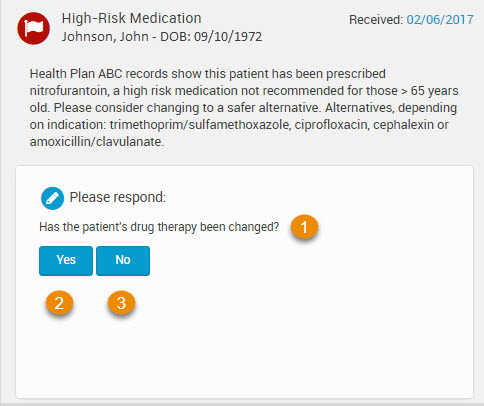 High-Risk Medication
Received: 02/06/2017
Johnson, John - DOB: 09/10/1972
Health Plan ABC records show this patient has been prescribed
nitrofurantoin, a high risk medication not recommended for those > 65 years
old. Please consider changing to a safer alternative. Alternatives, depending
on indication: trimethoprim/sulfamethoxazole, ciprofloxacin, cephalexin or
amoxicillin/clavulanate.
Please respond:
Has the patient's drug therapy been changed? 1
Yes No
2 3